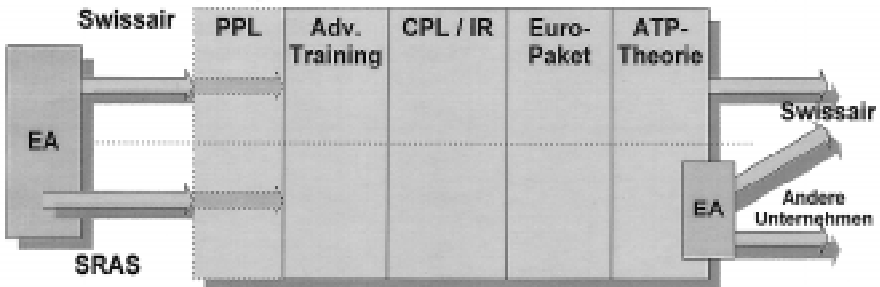 Swissair
EA
SRAS
PPL
Adv.
Training
CPL / IR
Euro-
Paket
ATP-
Theorie
EA
Swissair
Andere
Unternehmen